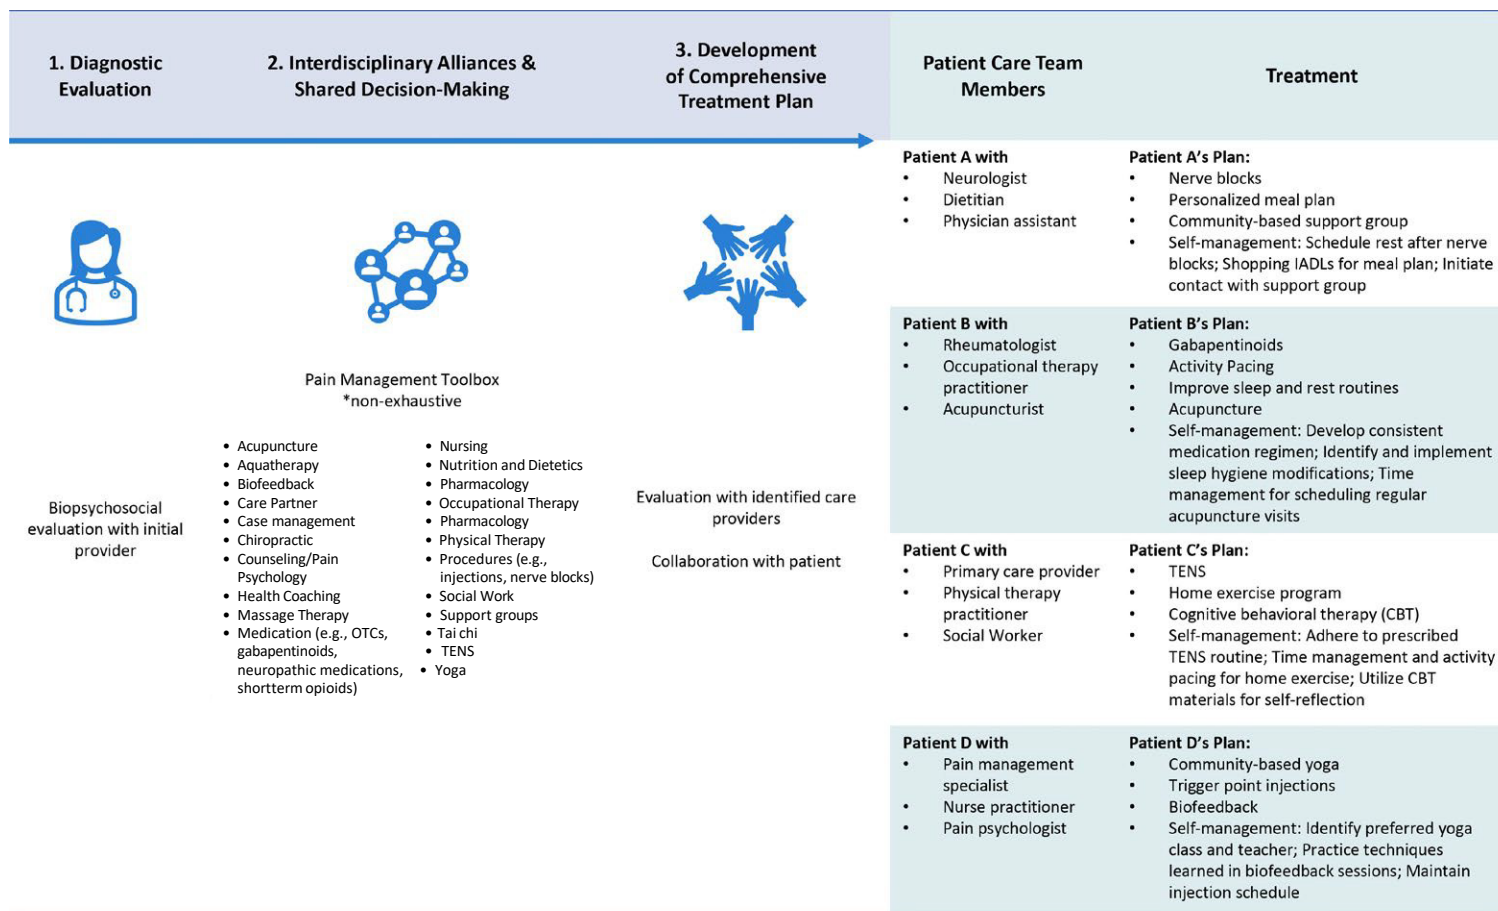 1. Diagnostic
Evaluation
2. Interdisciplinary Alliances &
Shared Decision-Making
3. Development
of Comprehensive
Treatment Plan
Patient Care Team
Members
Treatment
Biopsychosocial
evaluation with initial
provider
Pain Management Toolbox
*non-exhaustive
• Acupuncture
• Aquatherapy
• Biofeedback
• Care Partner
• Case management
• Chiropractic
• Counseling/Pain
Psychology
• Health Coaching
• Massage Therapy
• Medication (e.g., OTCs,
gabapentinoids,
neuropathic medications,
shortterm opioids)
• Nursing
• Nutrition and Dietetics
• Pharmacology
• Occupational Therapy
• Pharmacology
• Physical Therapy
• Procedures (e.g.,
injections, nerve blocks)
• Social Work
• Support groups
• Tai chi
• TENS
• Yoga
Evaluation with identified care
providers
Collaboration with patient
Patient A with
• Neurologist
• Dietitian
• Physician assistant
Patient A's Plan:
• Nerve blocks
• Personalized meal plan
• Community-based support group
• Self-management: Schedule rest after nerve
blocks; Shopping IADLs for meal plan; Initiate
contact with support group
Patient B with
• Rheumatologist
• Occupational therapy
practitioner
• Acupuncturist
Patient B's Plan:
• Gabapentinoids
• Activity Pacing
• Improve sleep and rest routines
• Acupuncture
• Self-management: Develop consistent
medication regimen; Identify and implement
sleep hygiene modifications; Time
management for scheduling regular
acupuncture visits
Patient C with
• Primary care provider
• Physical therapy
practitioner
• Social Worker
Patient C's Plan:
• TENS
• Home exercise program
• Cognitive behavioral therapy (CBT)
• Self-management: Adhere to prescribed
TENS routine; Time management and activity
pacing for home exercise; Utilize CBT
materials for self-reflection
Patient D with
• Pain management
specialist
• Nurse practitioner
• Pain psychologist
Patient D's Plan:
• Community-based yoga
• Trigger point injections
• Biofeedback
• Self-management: Identify preferred yoga
class and teacher; Practice techniques
learned in biofeedback sessions; Maintain
injection schedule